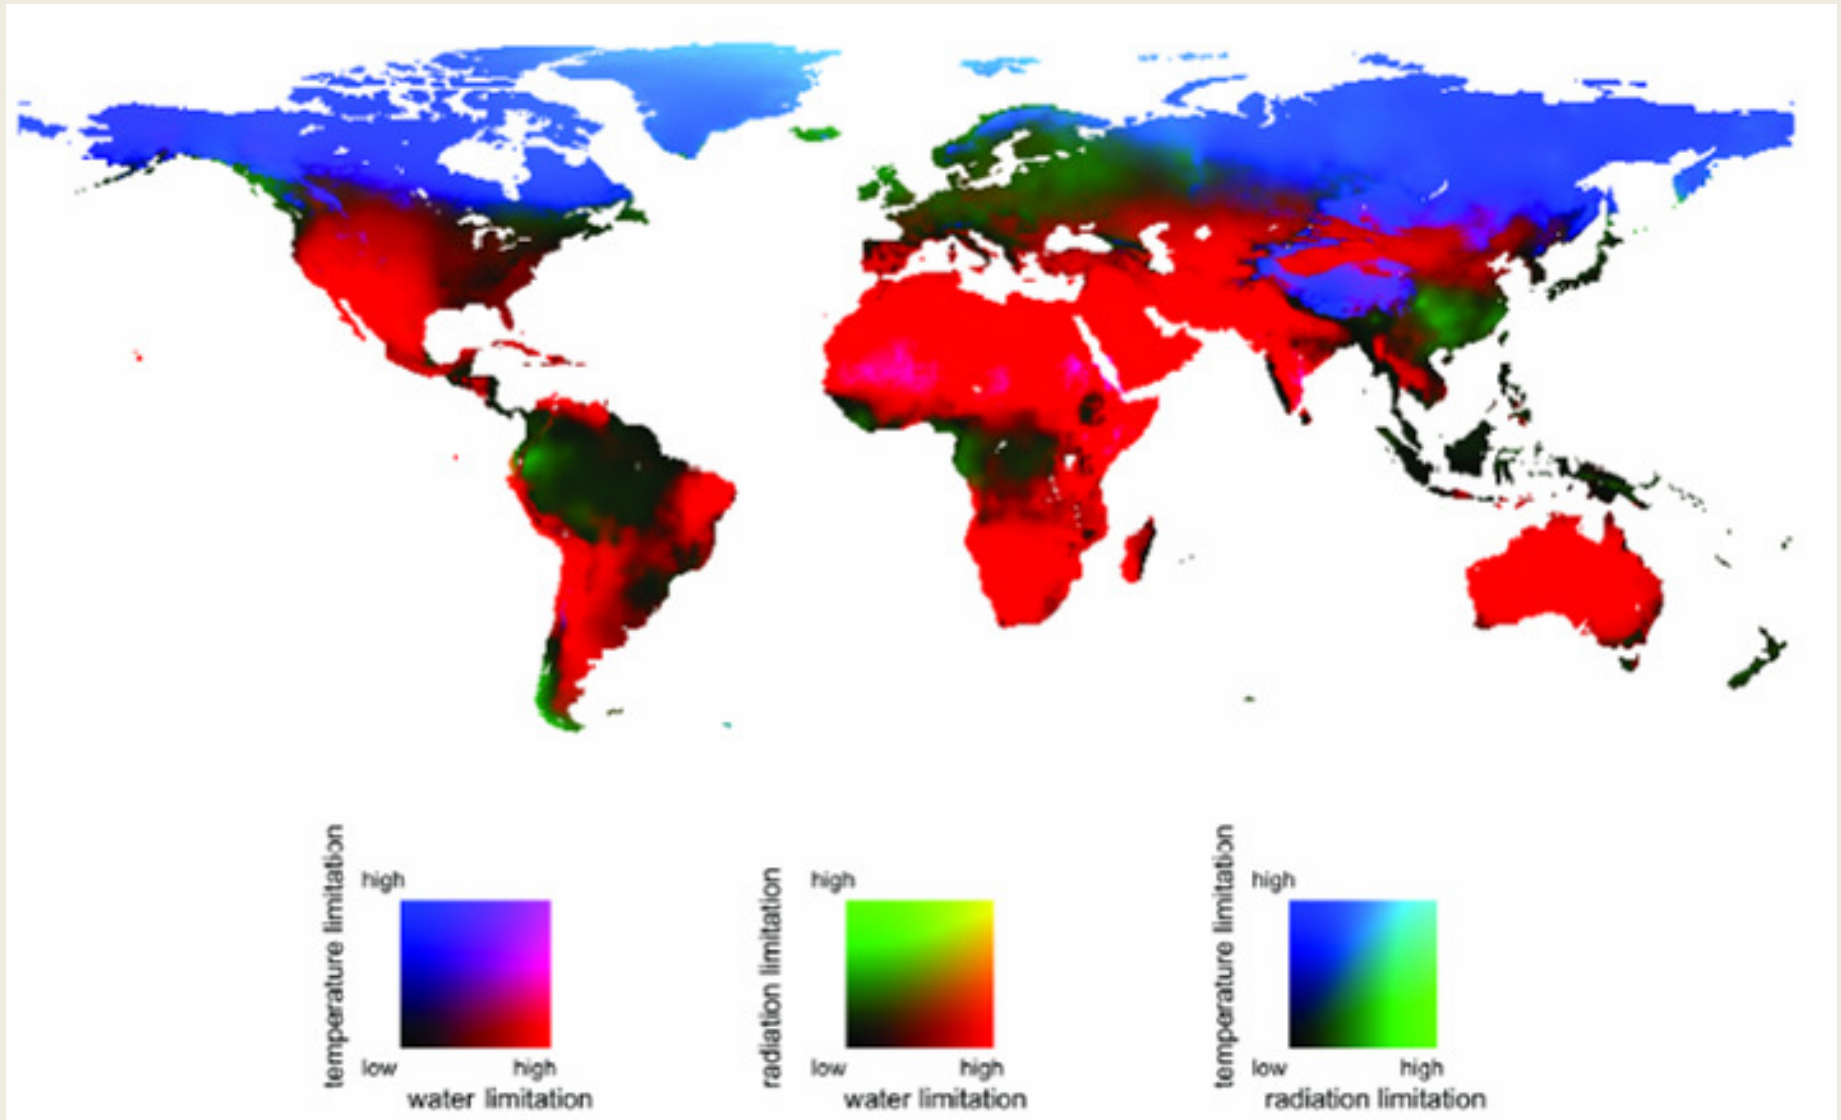 temperature limitation
high
low
high
water limitation
radiation limitation
high
low
high
water limitation
temperature limitation
high
low
high
radiation limitation